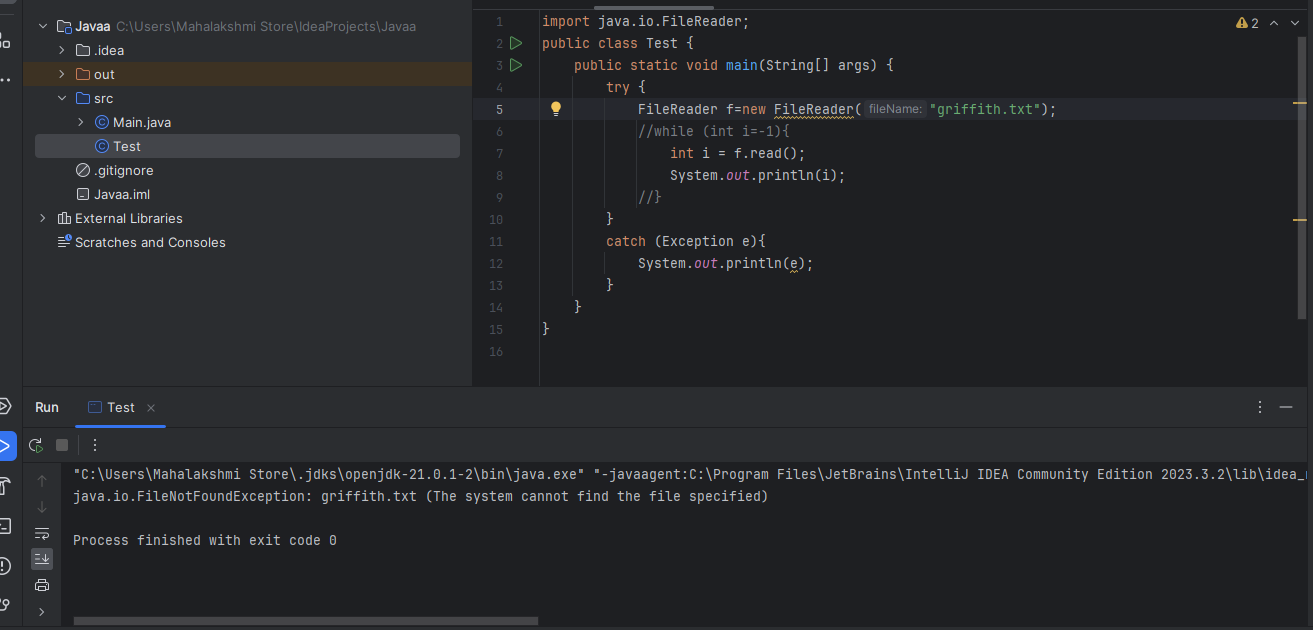 Javaa C:\Users\Mahalakshmi Store\IdeaProjects\Javaa
.idea
out
src
Main.java
Test
.gitignore
Javaa.iml
External Libraries
Scratches and Consoles
2
1 import java.io.FileReader;
2 public class Test {
3 public static void main(String[] args) {
4 try {
5 FileReader f=new FileReader( fileName: "griffith.txt");
6 //while (int i=-1){
7 int i = f.read();
8 System.out.println(i);
9 //}
10 }
11 catch (Exception e){
12 System.out.println(e);
13 }
14 }
15 }
16
Run Test
"C:\Users\Mahalakshmi Store\.jdks\openjdk-21.0.1-2\bin\java.exe" "-javaagent:C:\Program Files\JetBrains\IntelliJ IDEA Community Edition 2023.3.2\lib\idea_
java.io.FileNotFoundException: griffith.txt (The system cannot find the file specified)
Process finished with exit code 0